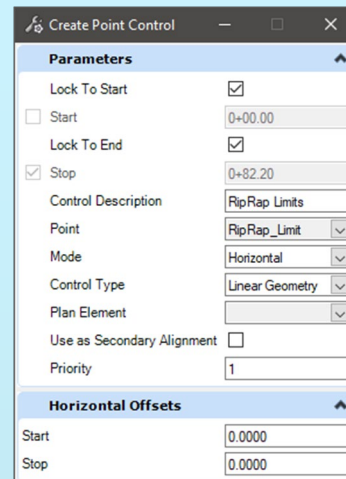 Create Point Control
Parameters
Lock To Start
Start 0+00.00
Lock To End
Stop 0+82.20
Control Description RipRap Limits
Point RipRap_Limit
Mode Horizontal
Control Type Linear Geometry
Plan Element
Use as Secondary Alignment
Priority 1
Horizontal Offsets
Start 0.0000
Stop 0.0000